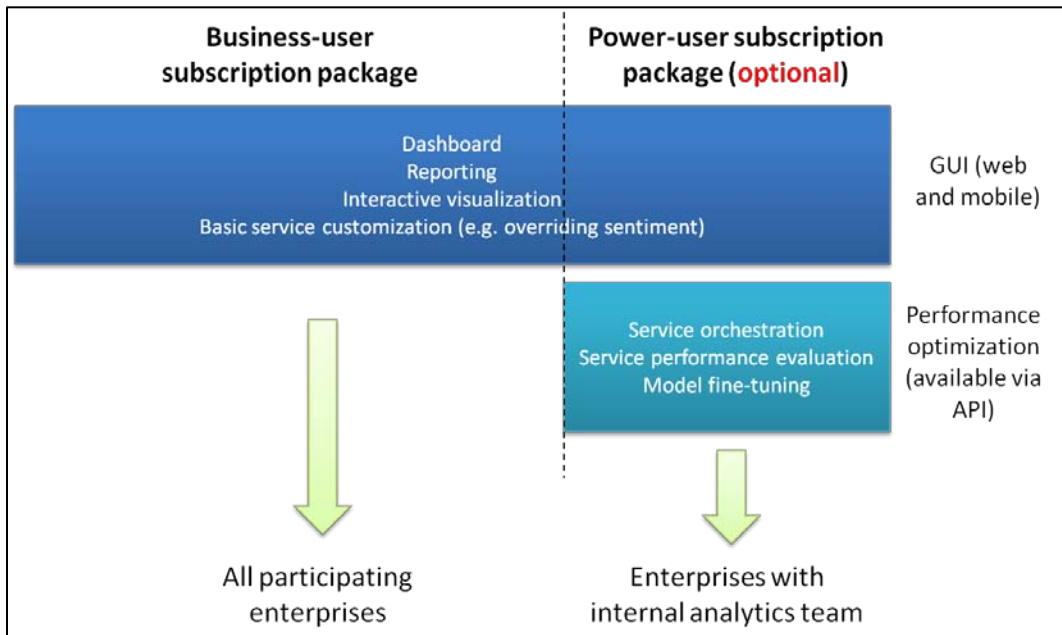 Business-user
subscription package
Power-user subscription
package (optional)
Dashboard
Reporting
Interactive visualization
Basic service customization (e.g. overriding sentiment)
GUI (web
and mobile)
Service orchestration
Service performance evaluation
Model fine-tuning
Performance
optimization
(available via
API)
All participating
enterprises
Enterprises with
internal analytics team